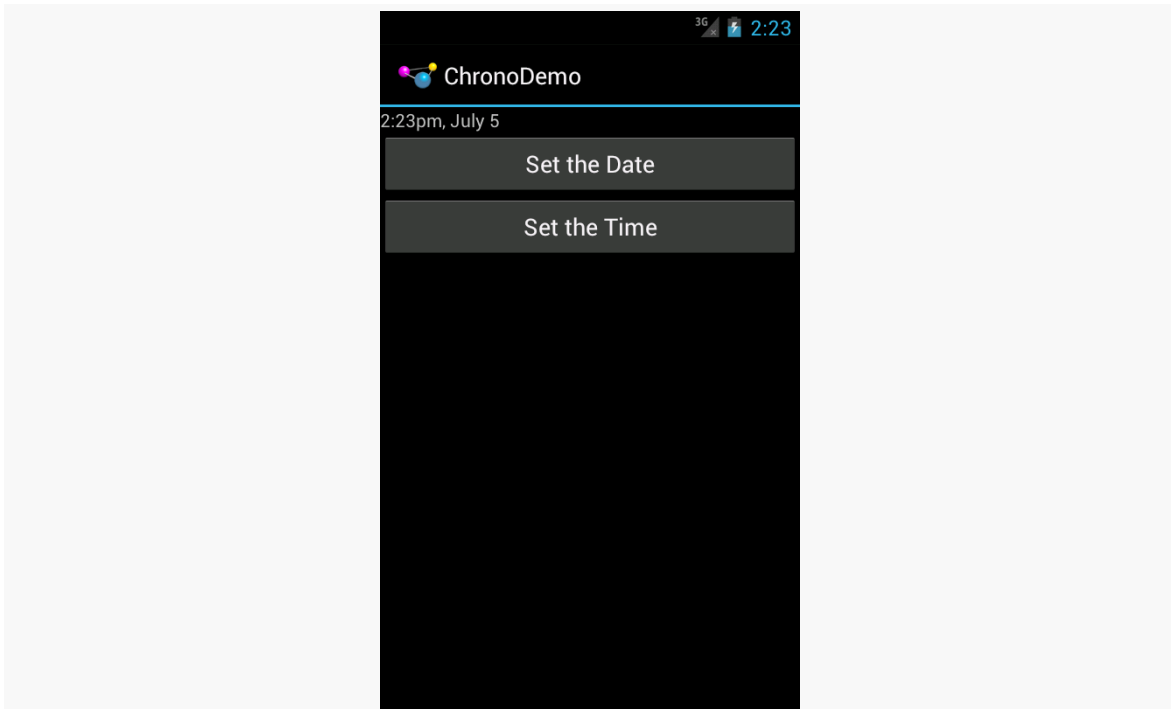 3G 2:23
ChronoDemo
2:23pm, July 5
Set the Date
Set the Time